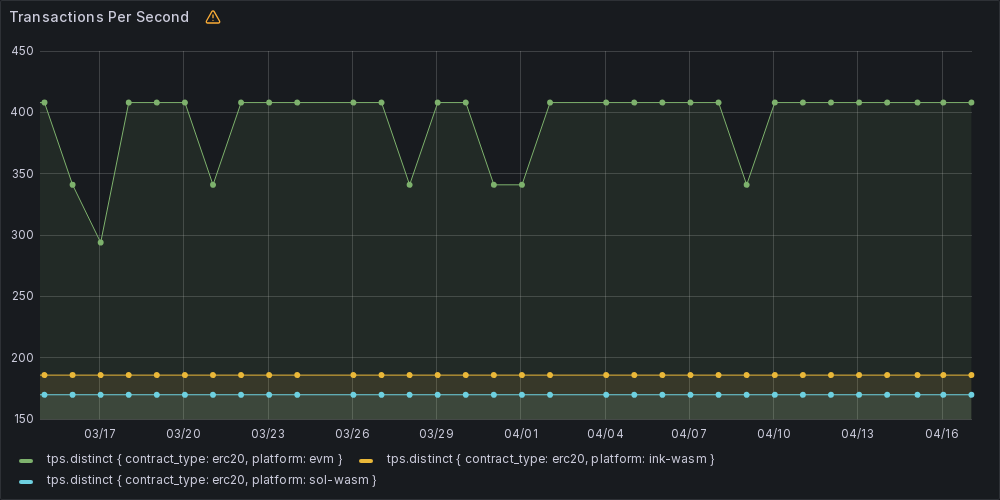 Transactions Per Second
450
400
350
300
250
200
150
03/17 03/20 03/23 03/26 03/29 04/01 04/04 04/07 04/10 04/13 04/16
tps.distinct { contract_type: erc20, platform: evm } tps.distinct { contract_type: erc20, platform: ink-wasm }
tps.distinct { contract_type: erc20, platform: sol-wasm }